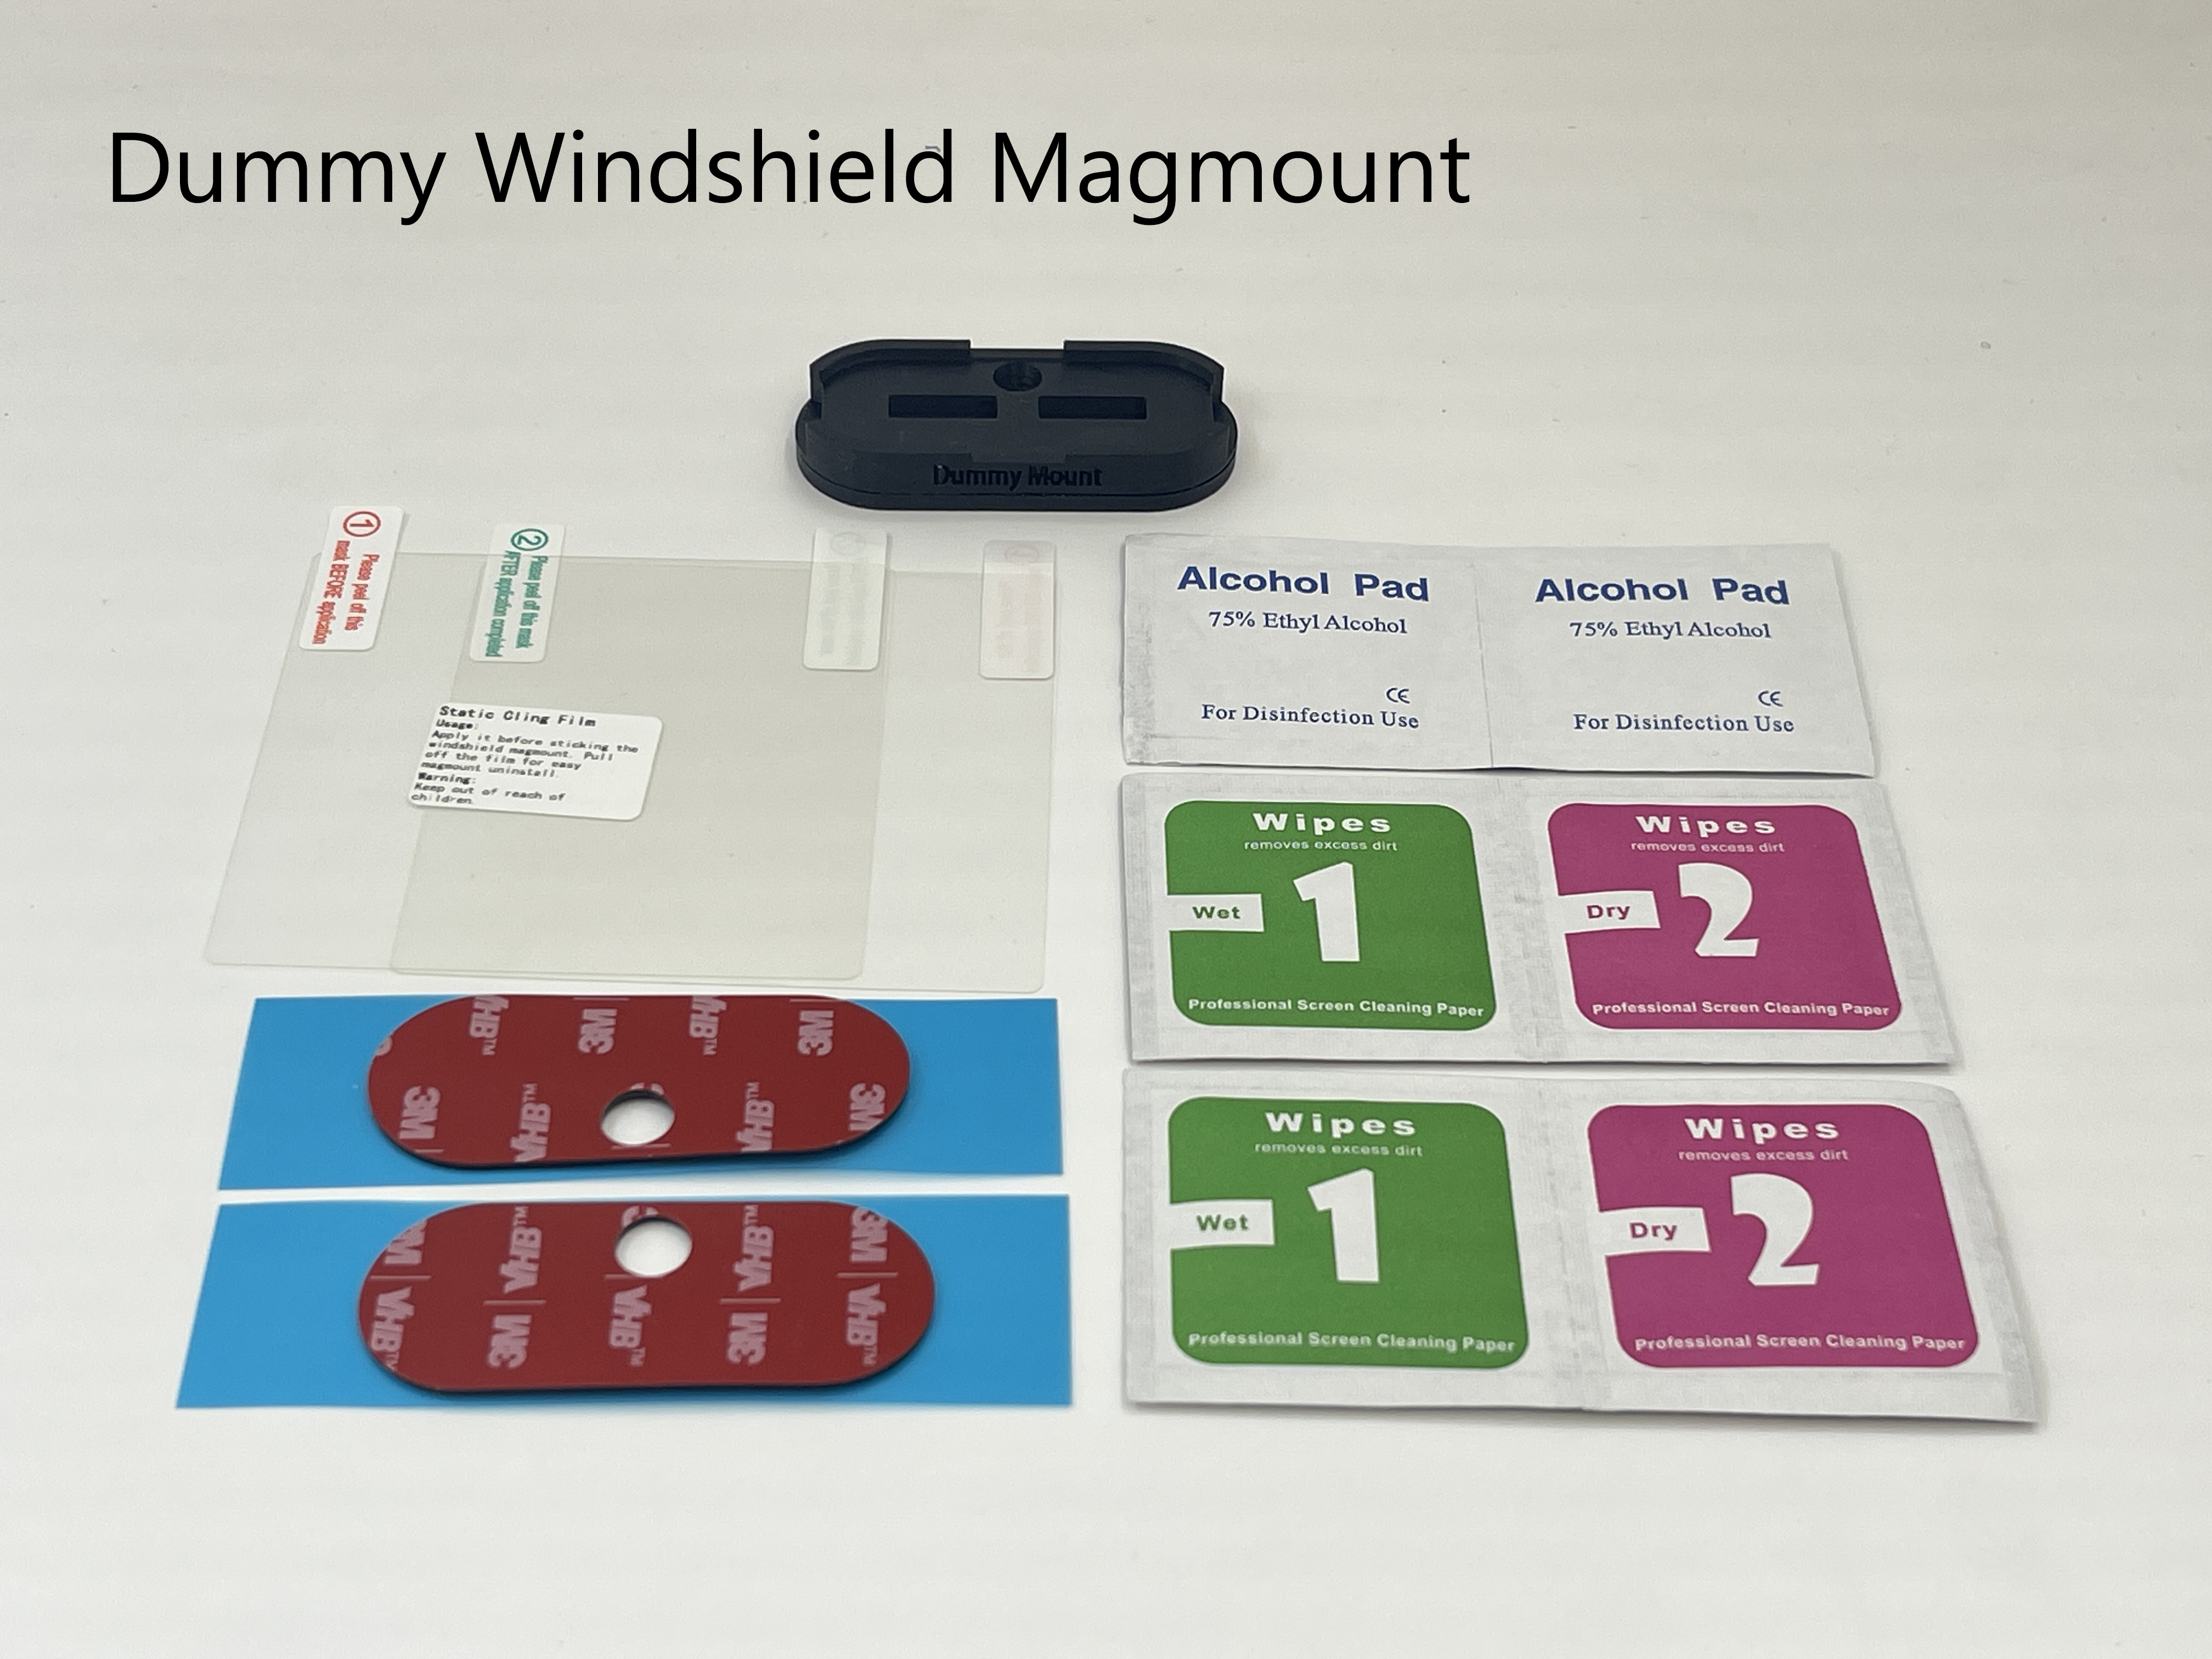 Dummy Windshield Magmount
Dummy Mount
1
Please peel off this
mask BEFORE application
2
Please peel off this mask
AFTER application completed
Static Cling Film
Usage:
Apply it before sticking the
windshield magmount. Pull
off the film for easy
magmount uninstall.
Warning:
Keep out of reach of
children.
3M VHB™
3M VHB™
Alcohol Pad
75% Ethyl Alcohol
CE
For Disinfection Use
Alcohol Pad
75% Ethyl Alcohol
CE
For Disinfection Use
Wipes
removes excess dirt
Wet
1
Professional Screen Cleaning Paper
Wipes
removes excess dirt
Dry
2
Professional Screen Cleaning Paper
Wipes
removes excess dirt
Wet
1
Professional Screen Cleaning Paper
Wipes
removes excess dirt
Dry
2
Professional Screen Cleaning Paper